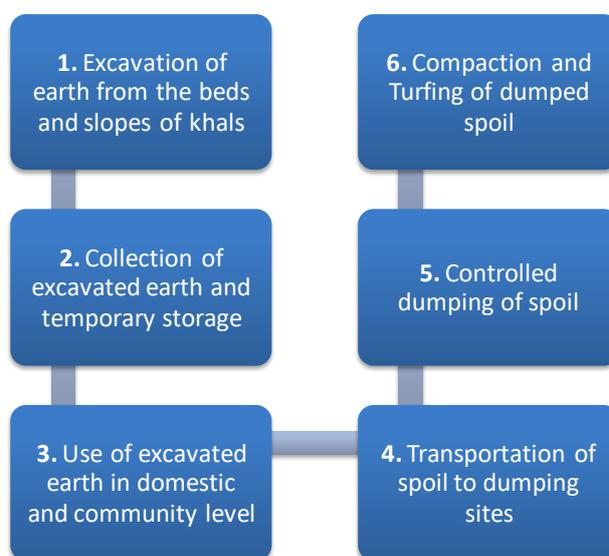 1. Excavation of
earth from the beds
and slopes of khals
2. Collection of
excavated earth and
temporary storage
3. Use of excavated
earth in domestic
and community level
4. Transportation of
spoil to dumping
sites
5. Controlled
dumping of spoil
6. Compaction and
Turfing of dumped
spoil